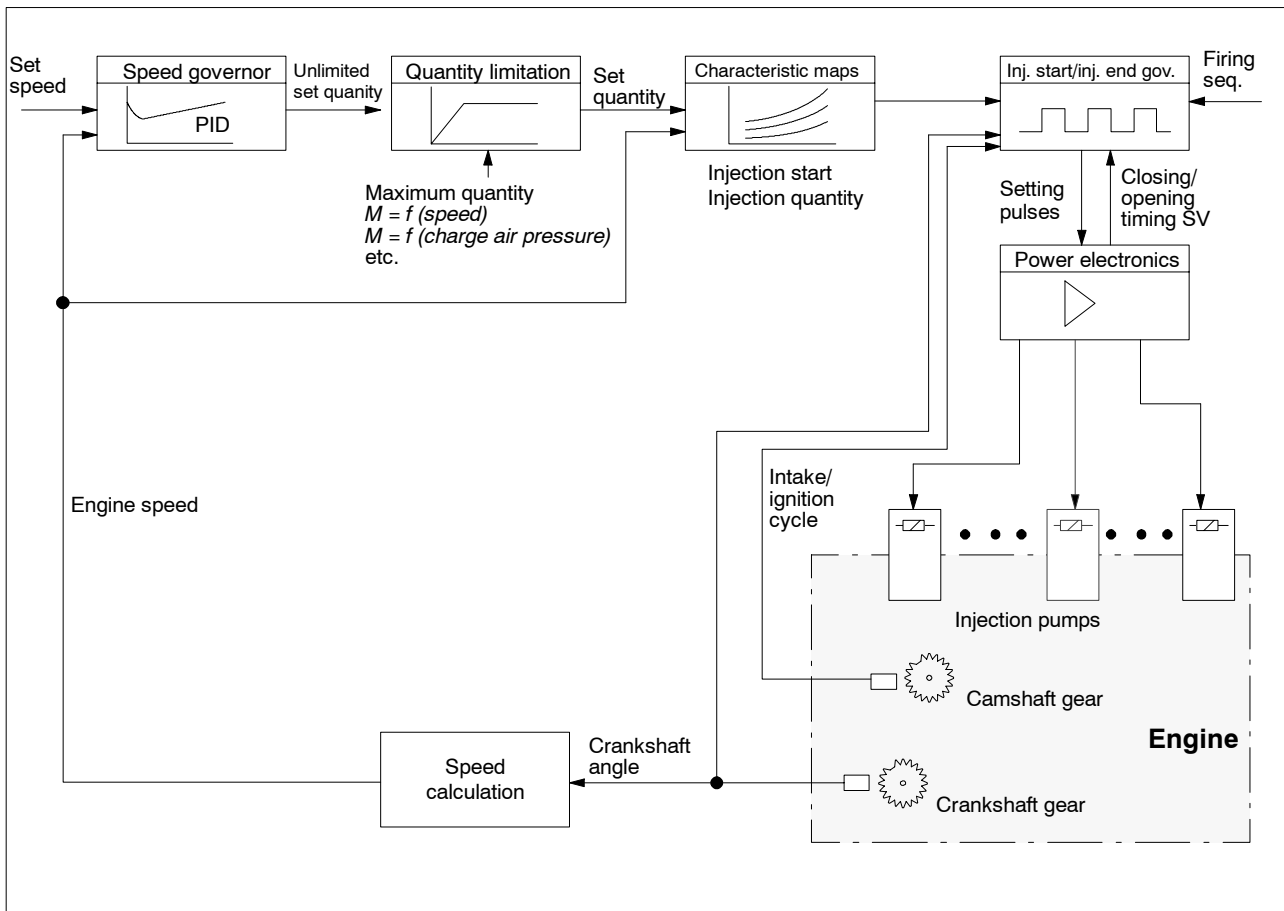 Set
speed
Speed governor
PID
Unlimited
set quanity
Quantity limitation
Set
quantity
Characteristic maps
Inj. start/inj. end gov.
Firing
seq.
Maximum quantity
M = f (speed)
M = f (charge air pressure)
etc.
Injection start
Injection quantity
Setting
pulses
Closing/
opening
timing SV
Power electronics
Engine speed
Intake/
ignition
cycle
Injection pumps
Camshaft gear
Engine
Speed
calculation
Crankshaft
angle
Crankshaft gear